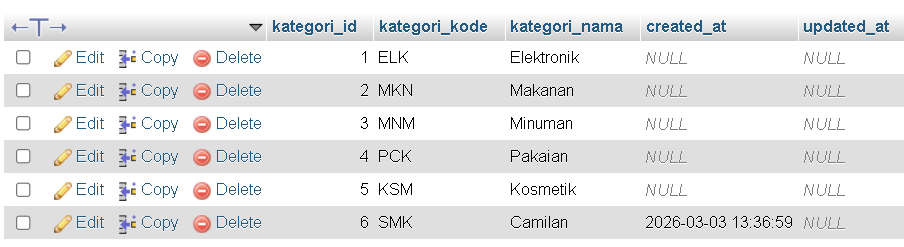 kategori_id kategori_kode kategori_nama created_at updated_at
Edit Copy Delete 1 ELK Elektronik NULL NULL
Edit Copy Delete 2 MKN Makanan NULL NULL
Edit Copy Delete 3 MNM Minuman NULL NULL
Edit Copy Delete 4 PCK Pakaian NULL NULL
Edit Copy Delete 5 KSM Kosmetik NULL NULL
Edit Copy Delete 6 SMK Camilan 2026-03-03 13:36:59 NULL